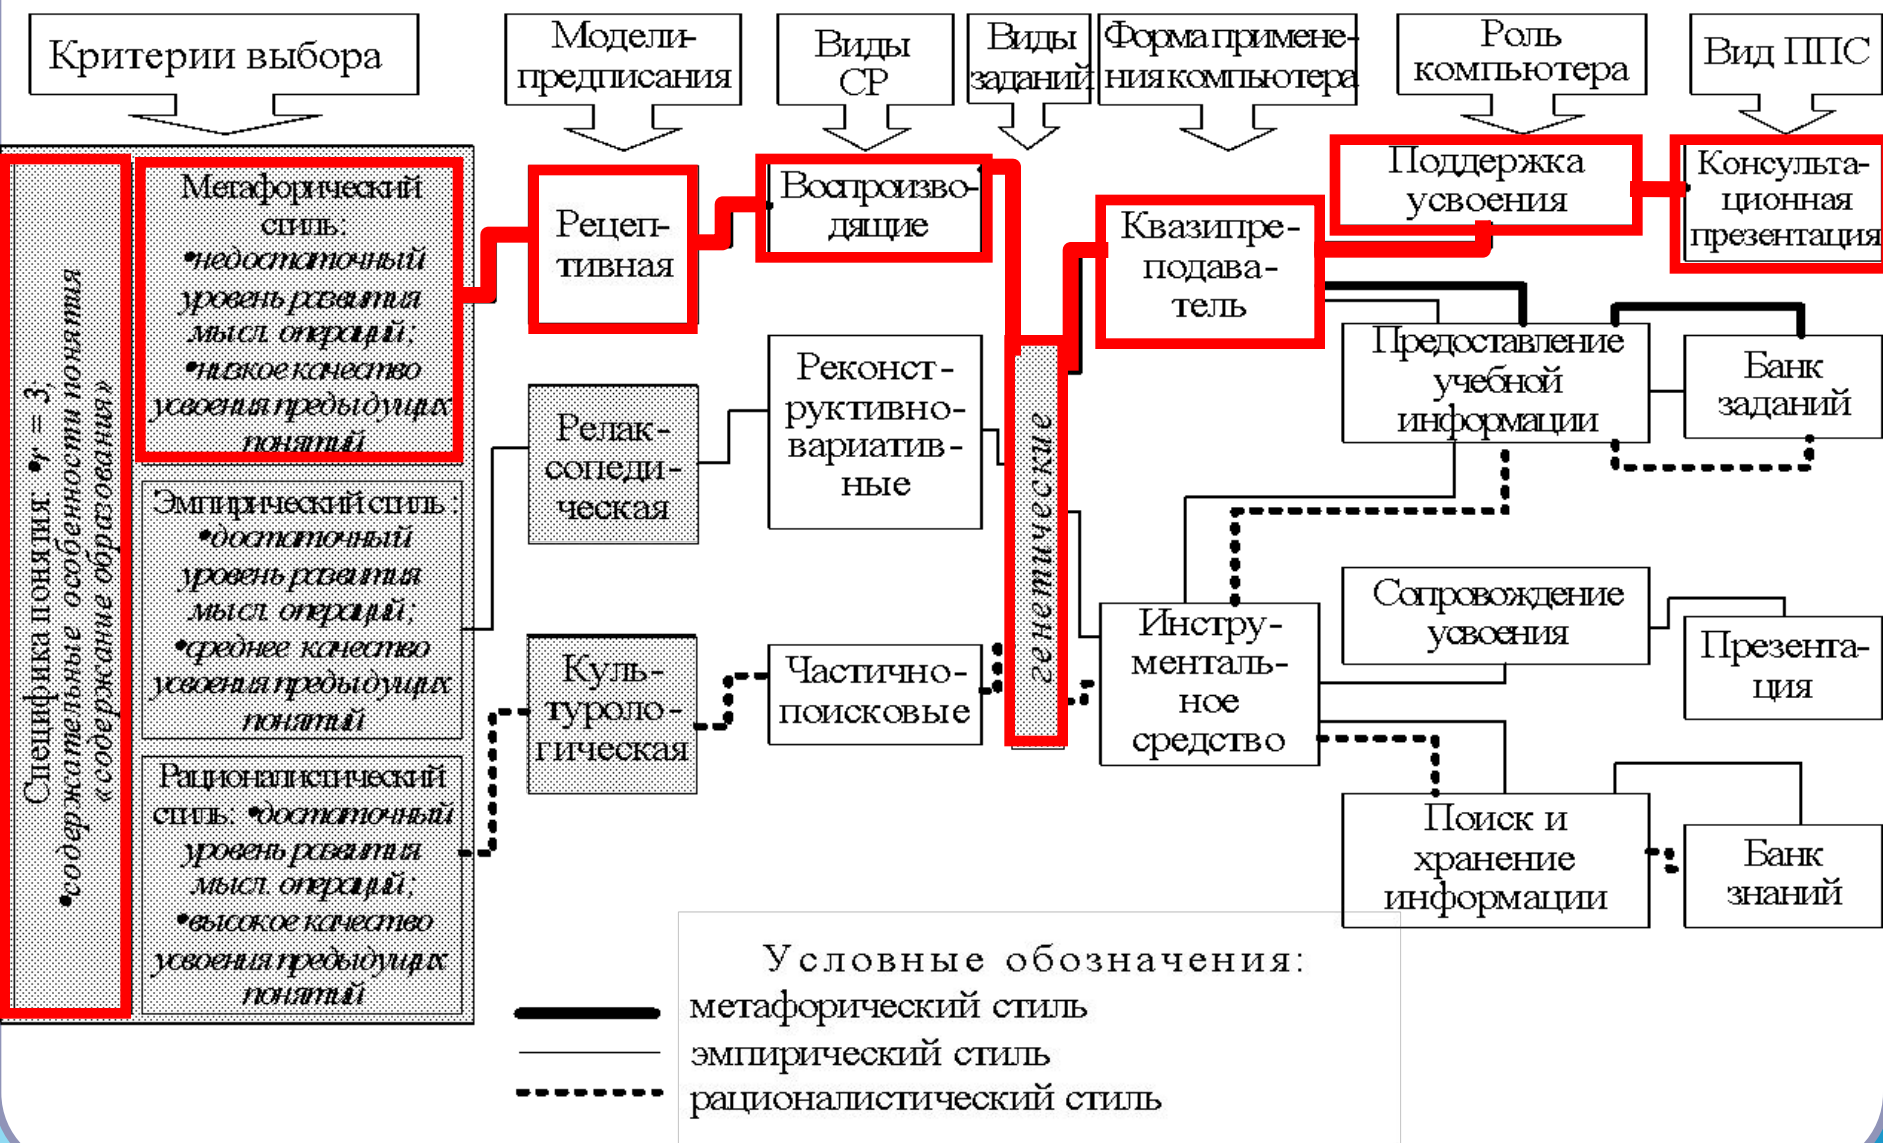 Критерии выбора
Модели-
предписания
Виды
СР
Виды
заданий
Форма примене-
ния компьютера
Роль
компьютера
Вид ППС
Специфика понятия: •r = 3,
•содержательные особенности понятия
«содержание образования»
Метафорический
стиль:
•недостаточный
уровень развития
мысл. операций;
•низкое качество
усвоения предыдущих
понятий
Эмпирический стиль :
•достаточный
уровень развития
мысл. операций;
•среднее качество
усвоения предыдущих
понятий
Рационалистический
стиль: •достаточный
уровень развития
мысл. операций;
•высокое качество
усвоения предыдущих
понятий
Рецеп-
тивная
Релак-
сопеди-
ческая
Куль-
туроло-
гическая
Воспроизво-
дящие
Реконст-
руктивно-
вариатив-
ные
Частично-
поисковые
генетические
Квазипре-
подава-
тель
Инстру-
менталь-
ное
средство
Поддержка
усвоения
Предоставление
учебной
информации
Сопровождение
усвоения
Поиск и
хранение
информации
Консульта-
ционная
презентация
Банк
заданий
Презента-
ция
Банк
знаний
Условные обозначения:
метафорический стиль
эмпирический стиль
рационалистический стиль